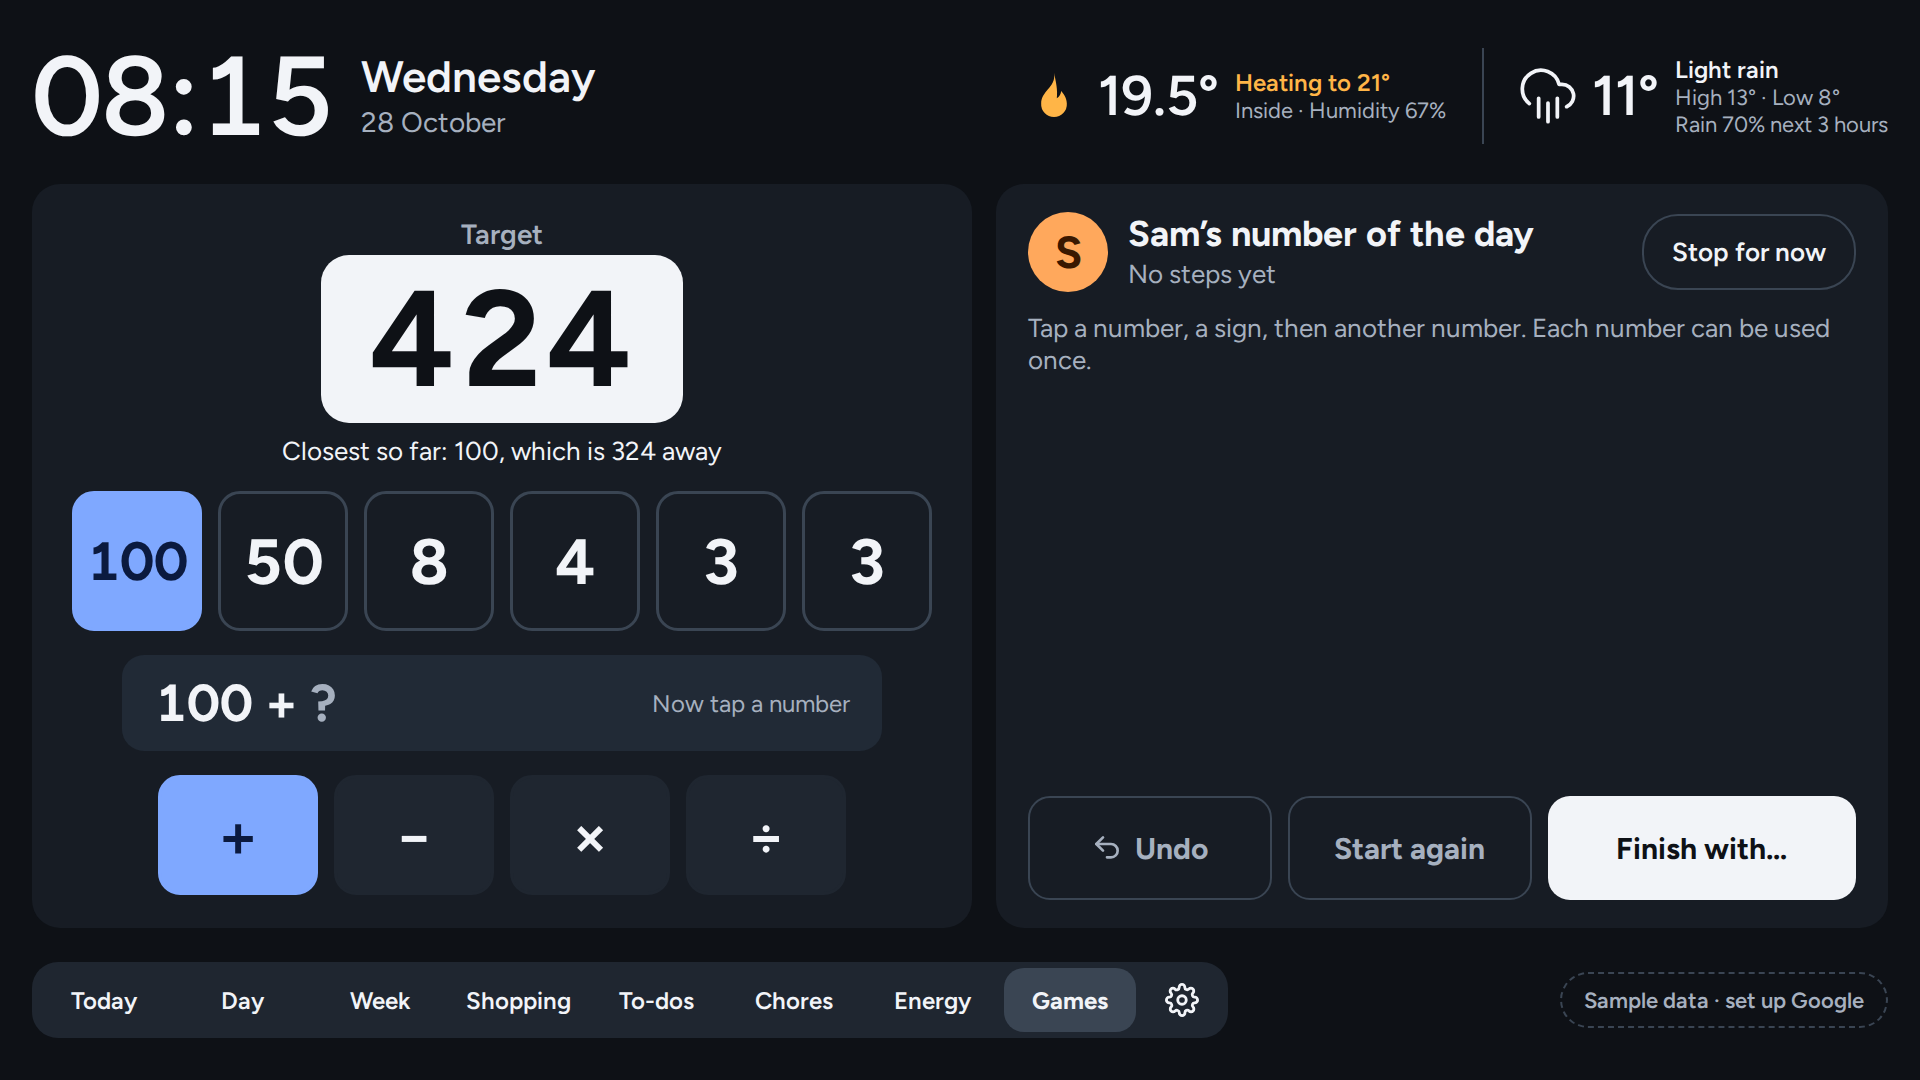 08:15
Wednesday
28 October
19.5°
Heating to 21°
Inside · Humidity 67%
11°
Light rain
High 13° · Low 8°
Rain 70% next 3 hours
Target
424
Closest so far: 100, which is 324 away
100 50 8 4 3 3
100 + ?
Now tap a number
+ − × ÷
S
Sam’s number of the day
No steps yet
Stop for now
Tap a number, a sign, then another number. Each number can be used
once.
Undo
Start again
Finish with...
Today Day Week Shopping To-dos Chores Energy Games
Sample data · set up Google